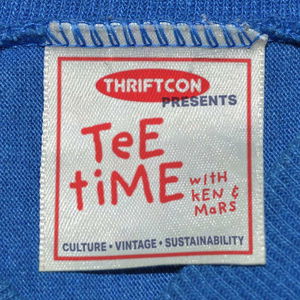 THRIFTCON
PRESENTS
TeE
tiME
WiTH
KEN &
MaRS
CULTURE • VINTAGE • SUSTAINABILITY